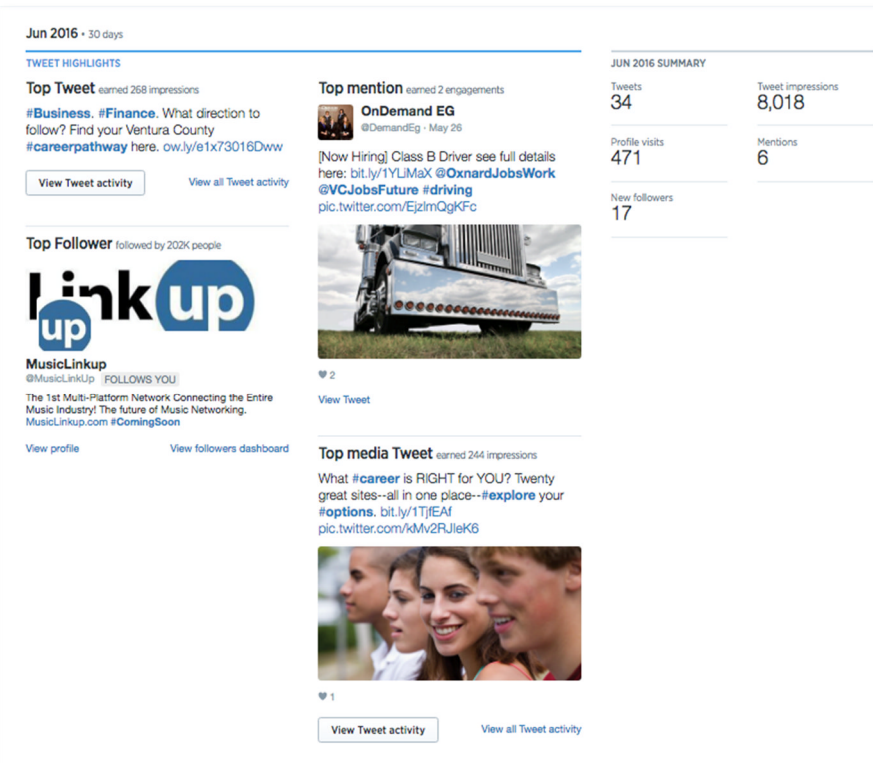 Jun 2016 • 30 days
TWEET HIGHLIGHTS
Top Tweet earned 268 impressions
#Business. #Finance. What direction to
follow? Find your Ventura County
#careerpathway here. ow.ly/e1x73016Dww
View Tweet activity
View all Tweet activity
Top Follower followed by 202K people
Linkup
up
MusicLinkup
@MusicLinkUp FOLLOWS YOU
The 1st Multi-Platform Network Connecting the Entire
Music Industry! The future of Music Networking.
MusicLinkup.com #ComingSoon
View profile
View followers dashboard
Top mention earned 2 engagements
OnDemand EG
@DemandEg · May 26
[Now Hiring] Class B Driver see full details
here: bit.ly/1YLiMaX @OxnardJobsWork
@VCJobsFuture #driving
pic.twitter.com/EjzlmQgKFc
2
View Tweet
Top media Tweet earned 244 impressions
What #career is RIGHT for YOU? Twenty
great sites--all in one place--#explore your
#options. bit.ly/1TjfEAf
pic.twitter.com/kMv2RJleK6
1
View Tweet activity
View all Tweet activity
JUN 2016 SUMMARY
Tweets
34
Tweet impressions
8,018
Profile visits
471
Mentions
6
New followers
17